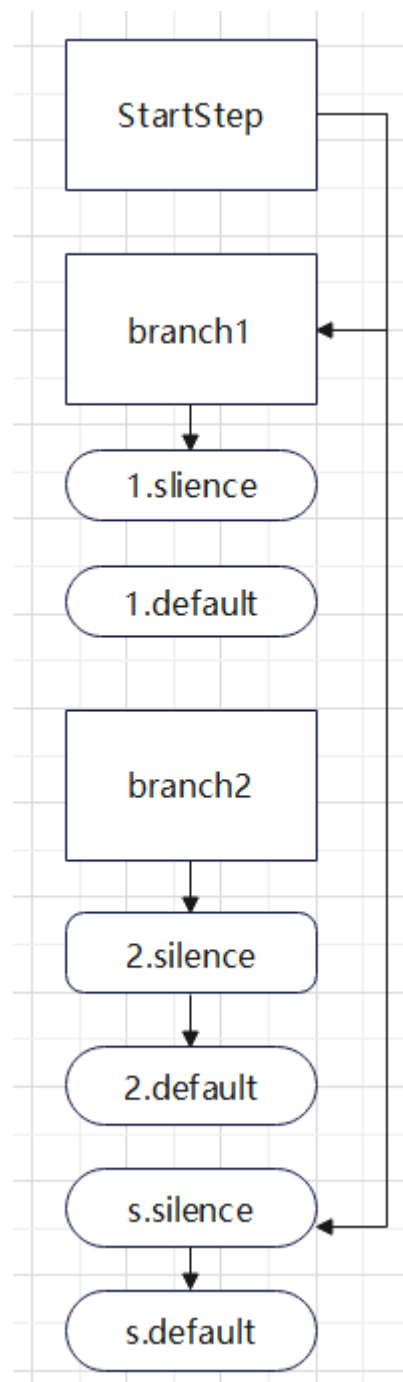 StartStep
branch1
1.slience
1.default
branch2
2.silence
2.default
s.silence
s.default